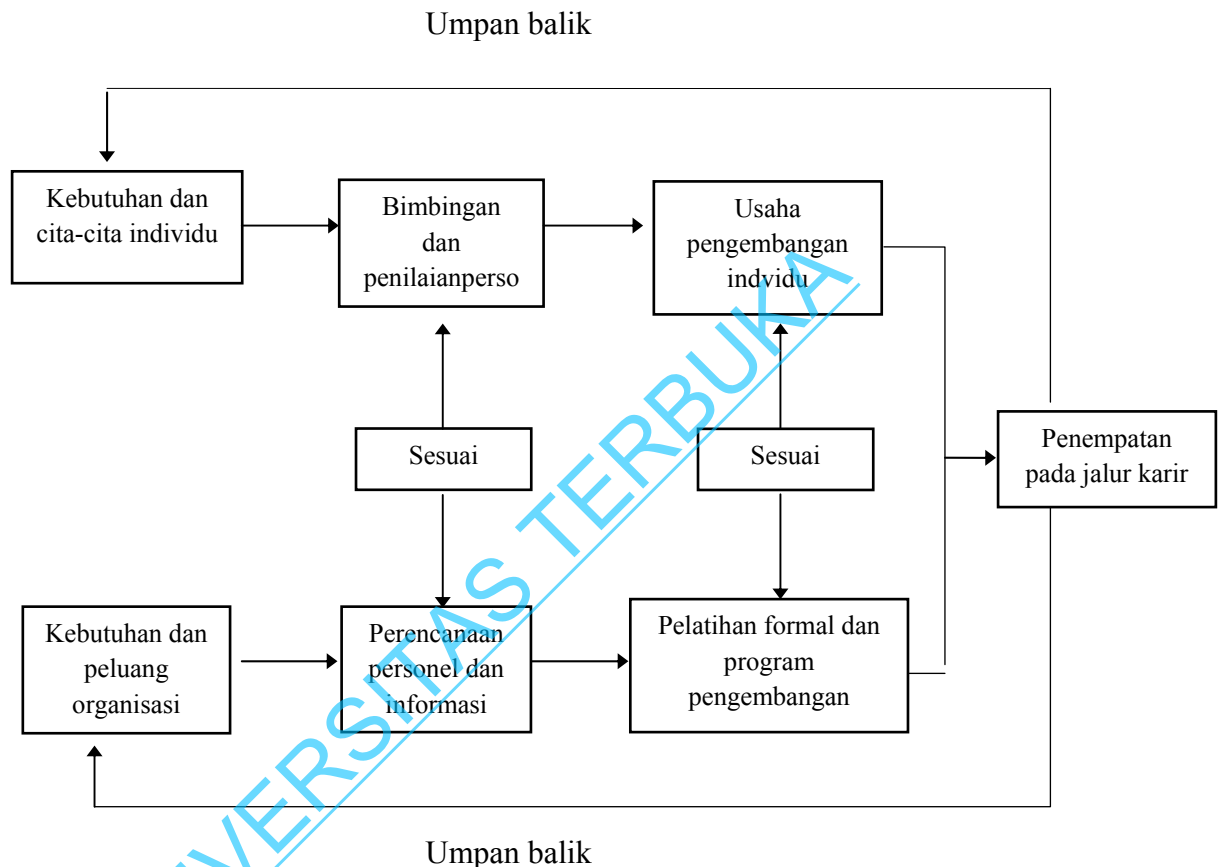 Umpan balik
Kebutuhan dan
cita-cita individu
Bimbingan
dan
penilaianperso
Usaha
pengembangan
indvidu
Sesuai
Sesuai
Penempatan
pada jalur karir
Kebutuhan dan
peluang
organisasi
Perencanaan
personel dan
informasi
Pelatihan formal dan
program
pengembangan
Umpan balik
IVERSITAS TERBUKA